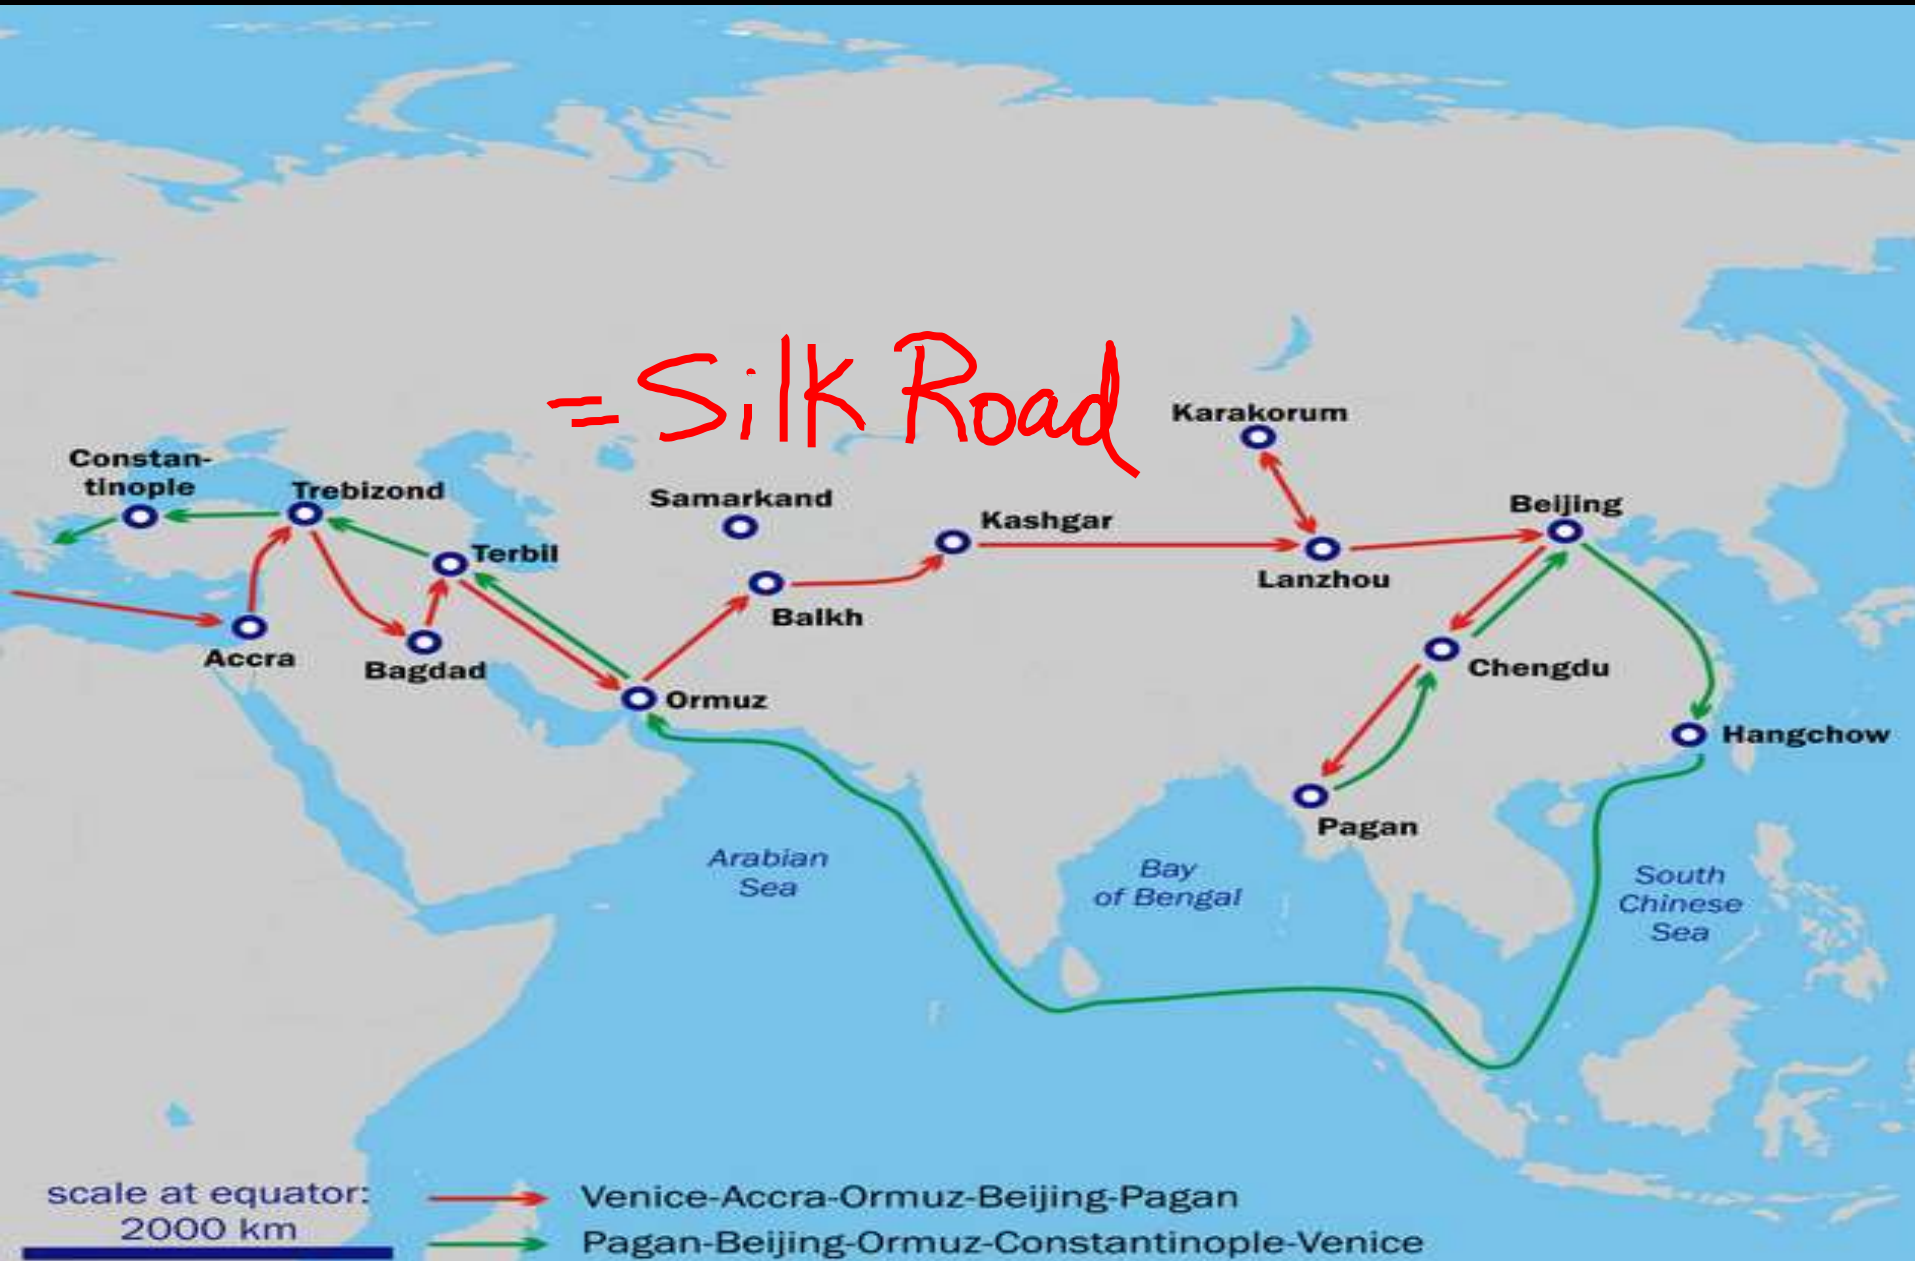 = Silk Road
Karakorum
Constan-
tinople
Trebizond
Samarkand
Kashgar
Beijing
Terbil
Lanzhou
Balkh
Accra
Bagdad
Chengdu
Ormuz
Hangchow
Pagan
Arabian
Sea
Bay
of Bengal
South
Chinese
Sea
scale at equator:
2000 km
Venice-Accra-Ormuz-Beijing-Pagan
Pagan-Beijing-Ormuz-Constantinople-Venice